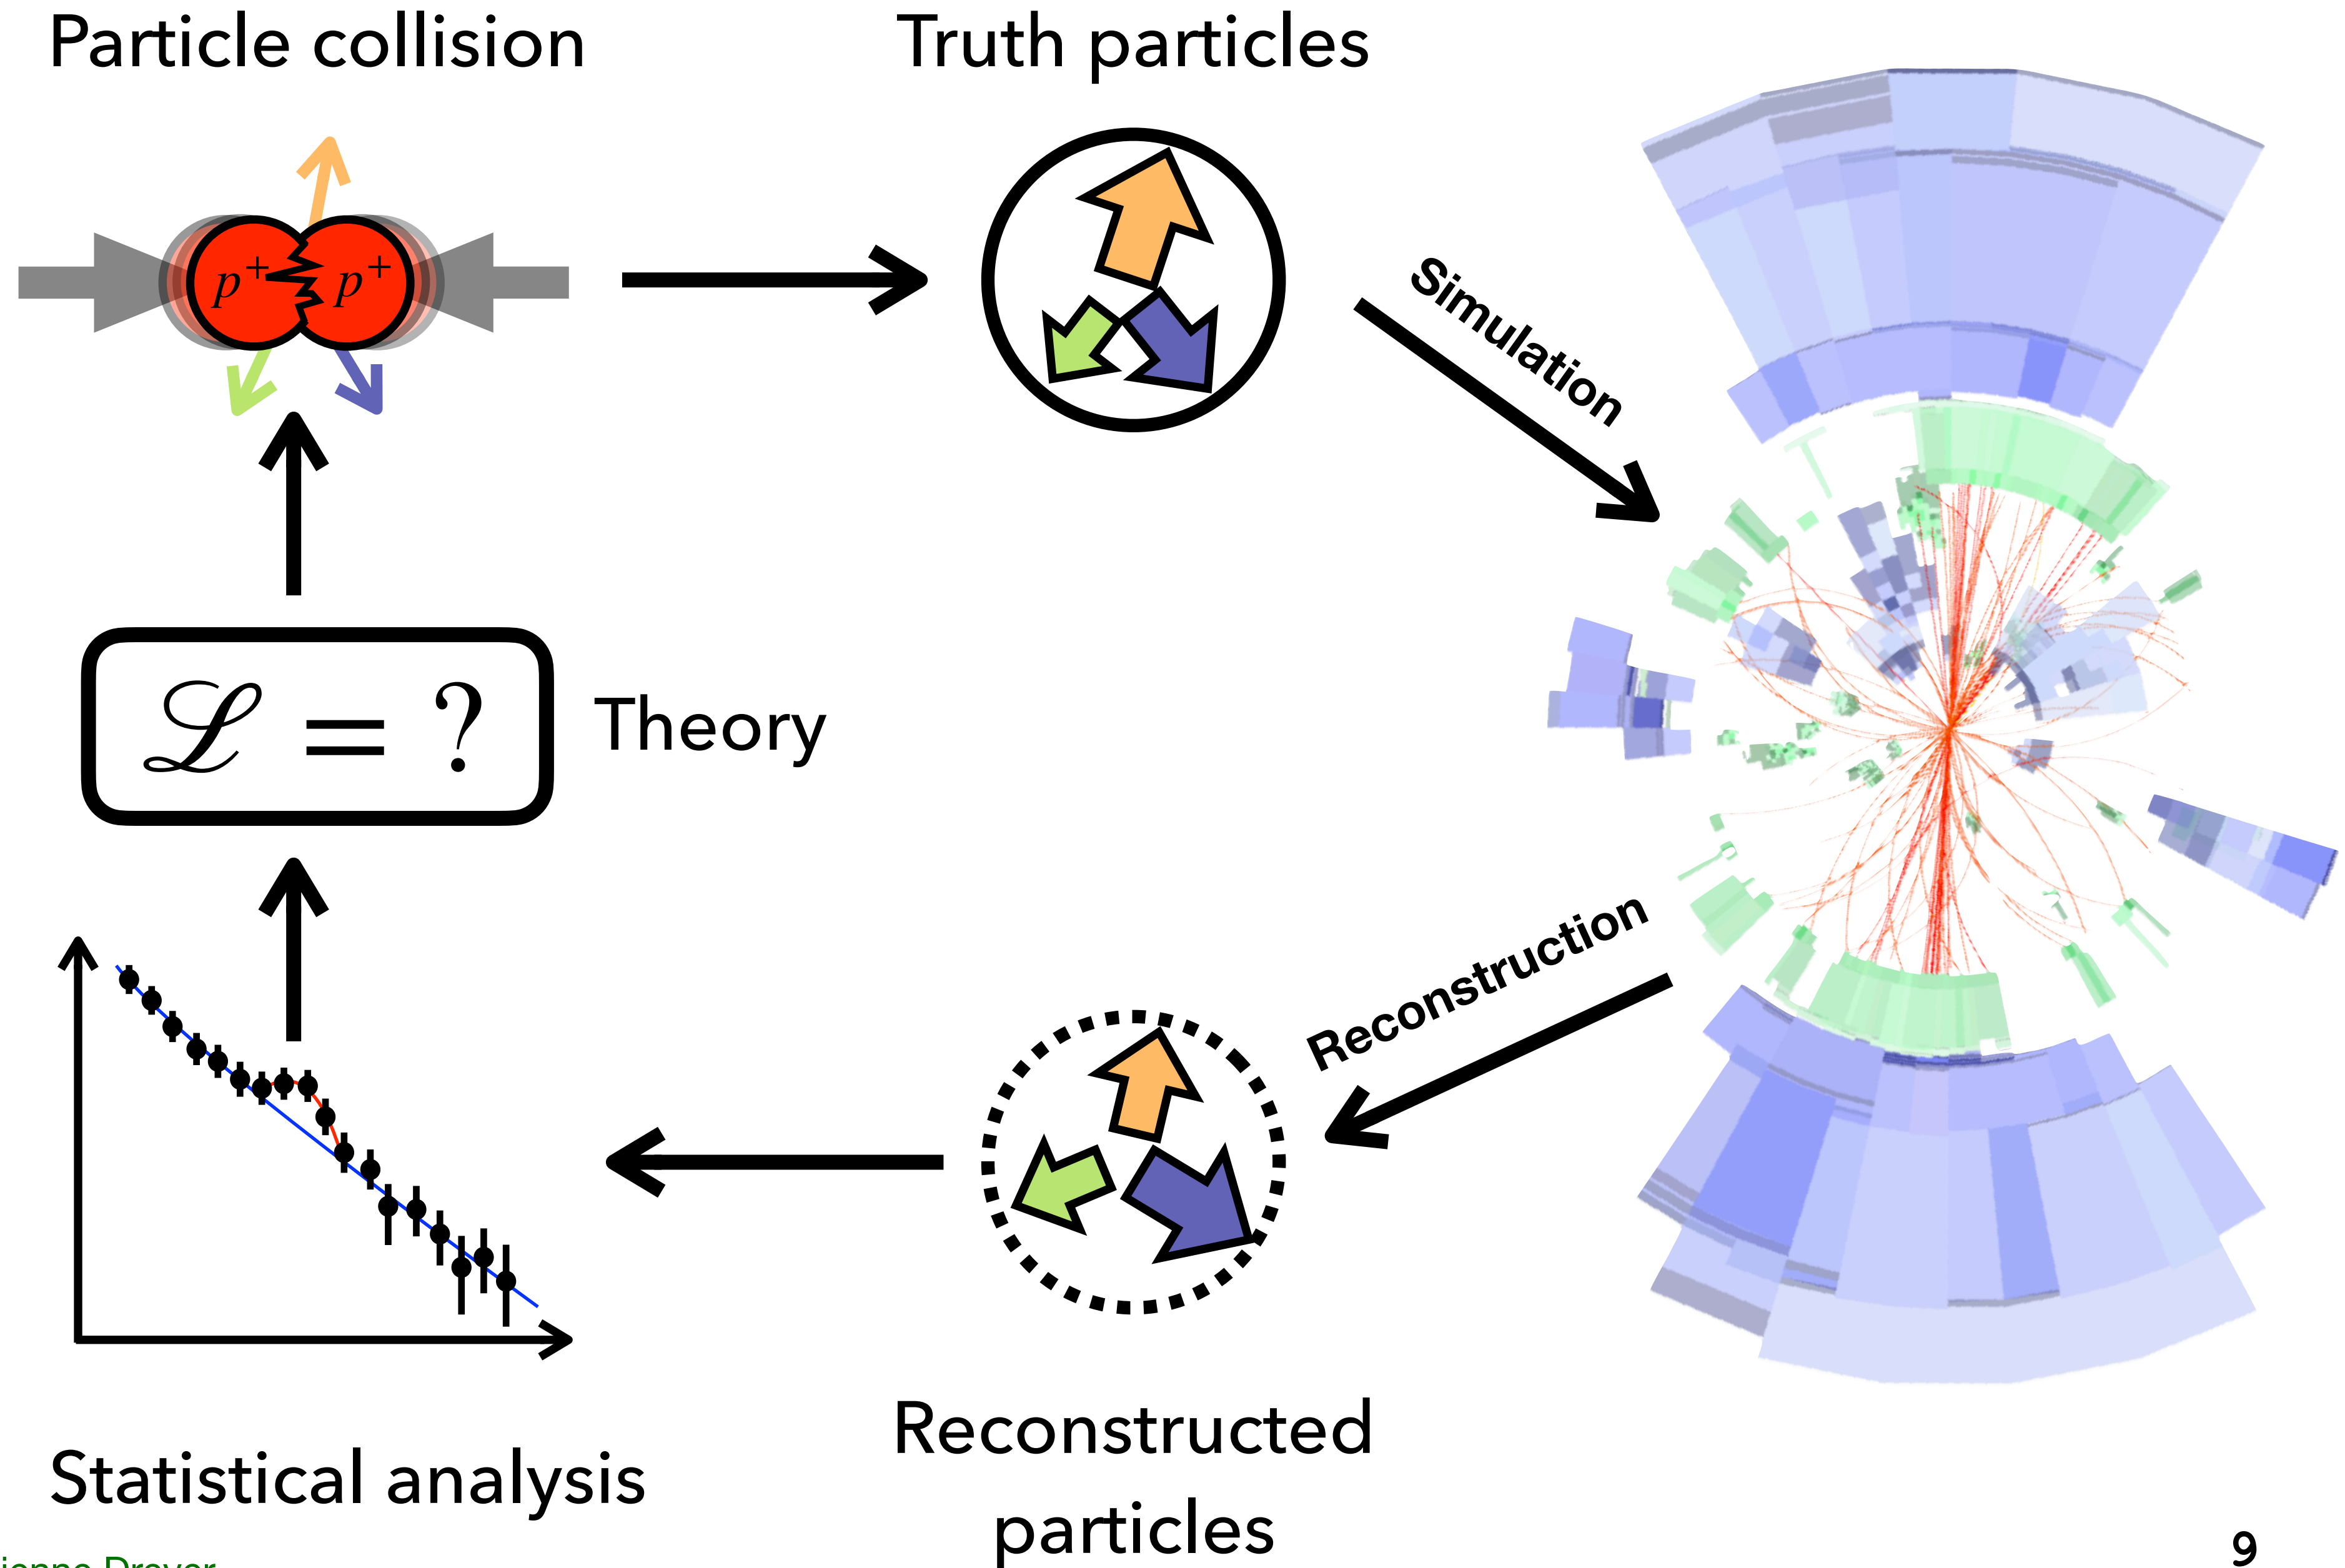 Particle collision
Truth particles
p⁺ p⁺
Simulation
ℒ = ?
Theory
Reconstruction
Reconstructed
particles
Statistical analysis
9